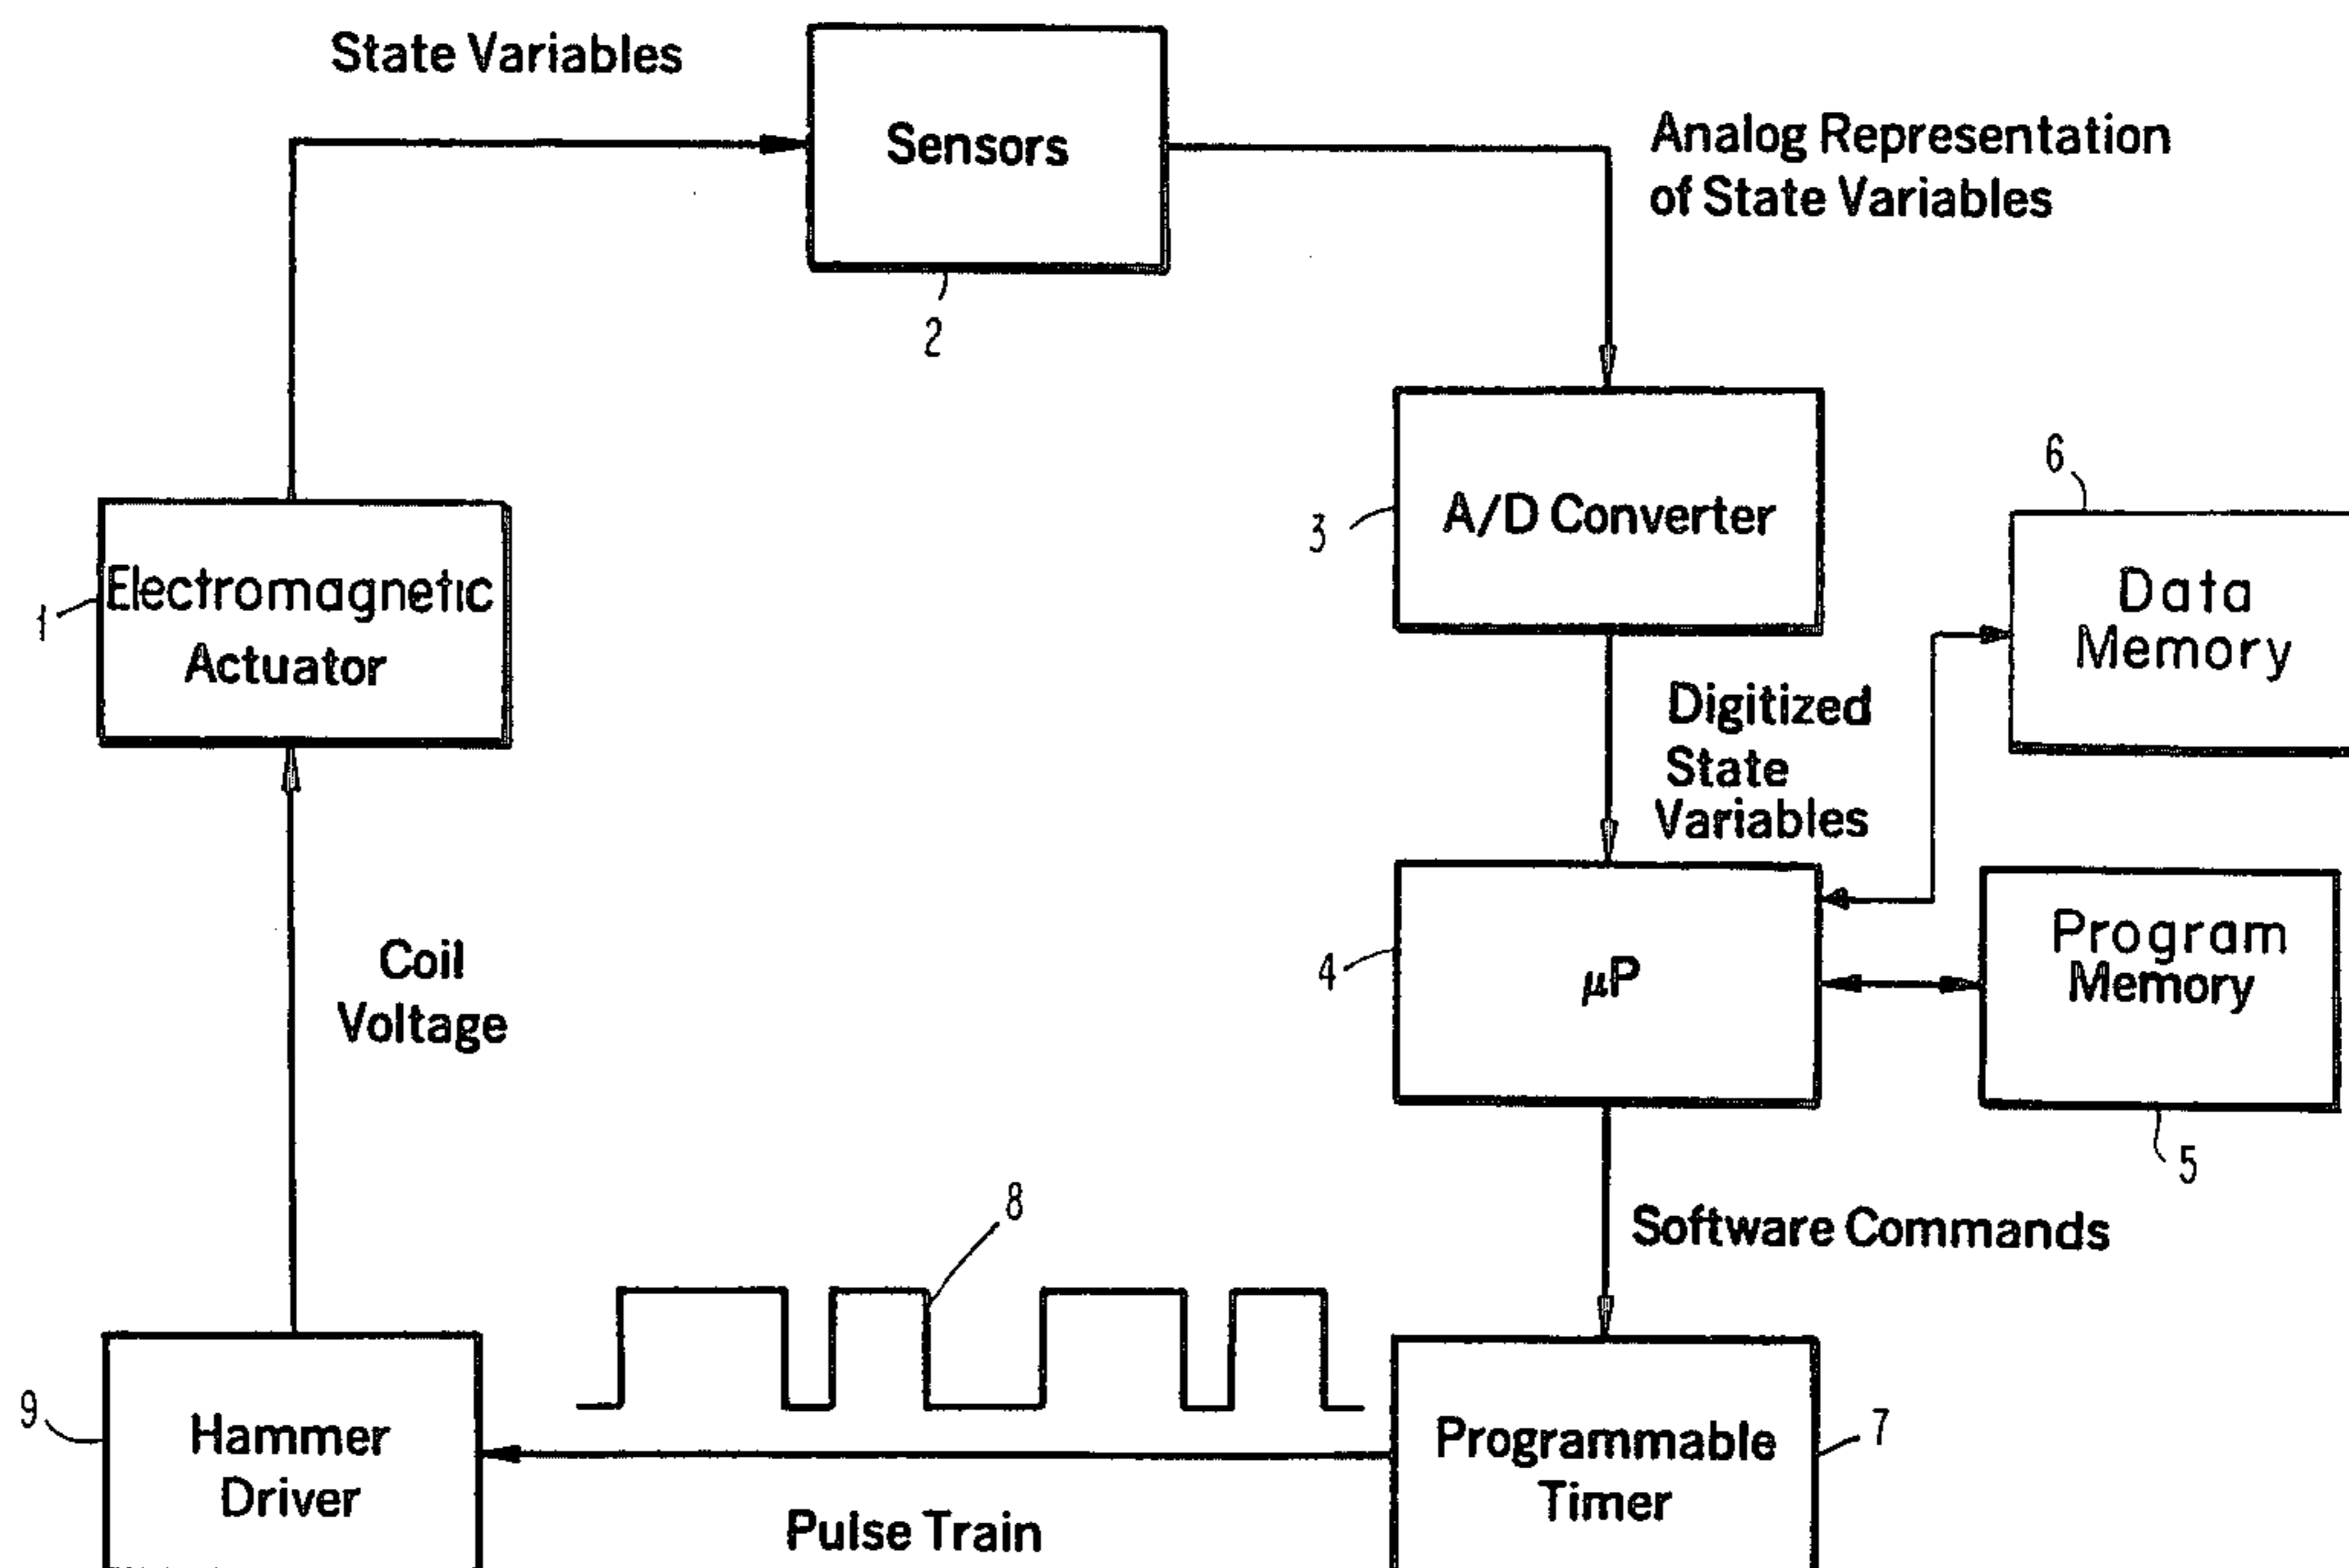 State Variables
Sensors
2
Analog Representation
of State Variables
3
A/D Converter
6
Data
Memory
1
Electromagnetic
Actuator
Digitized
State
Variables
4
μP
Program
Memory
5
Coil
Voltage
Software Commands
8
9
Hammer
Driver
Pulse Train
Programmable
Timer
7